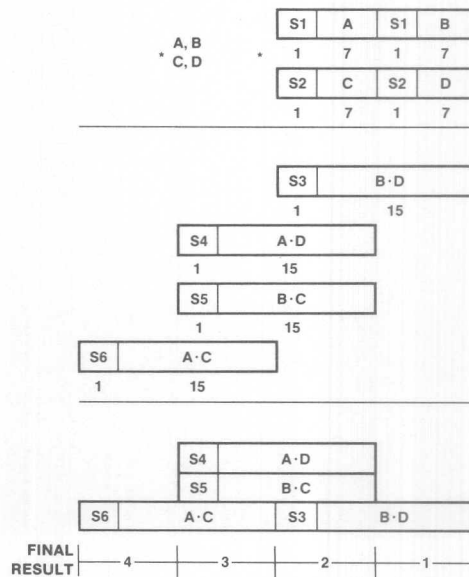 S1 A S1 B
* A, B
C, D *
1 7 1 7
S2 C S2 D
1 7 1 7
S3 B·D
1 15
S4 A·D
1 15
S5 B·C
1 15
S6 A·C
1 15
S4 A·D
S5 B·C
S6 A·C S3 B·D
FINAL
RESULT 4 3 2 1